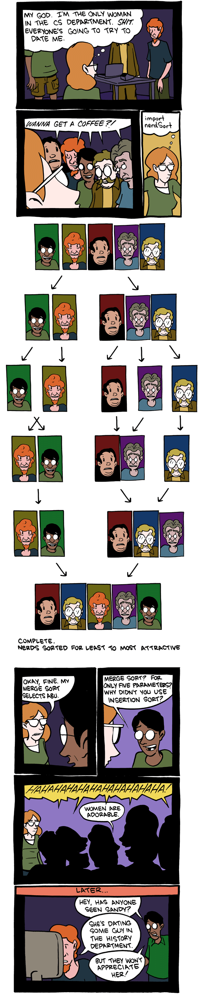 MY GOD. I'M THE ONLY WOMAN
IN THE CS DEPARTMENT. SHIT.
EVERYONE'S GOING TO TRY TO
DATE ME.
WANNA GET A COFFEE?!
import
nerdSort
COMPLETE.
NERDS SORTED FOR LEAST TO MOST ATTRACTIVE
OKAY, FINE. MY
MERGE SORT
SELECTS ABU.
MERGE SORT? FOR
ONLY FIVE PARAMETERS?
WHY DIDN'T YOU USE
INSERTION SORT?
HAHAHAHAHAHAHAHAHAHAHA!
WOMEN ARE
ADORABLE.
LATER...
HEY, HAS ANYONE
SEEN SANDY?
SHE'S DATING
SOME GUY IN
THE HISTORY
DEPARTMENT.
BUT THEY WON'T
APPRECIATE
HER!